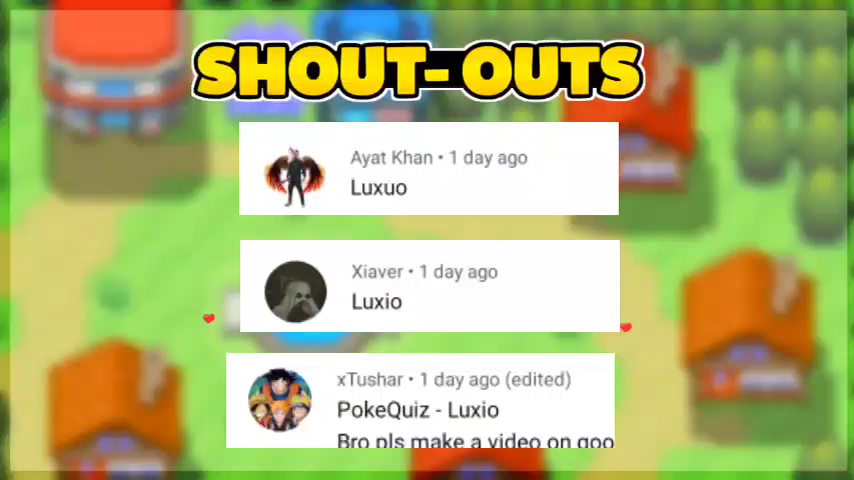 SHOUT- OUTS
Ayat Khan • 1 day ago
Luxuo
Xiaver • 1 day ago
Luxio
xTushar • 1 day ago (edited)
PokeQuiz - Luxio
Bro pls make a video on goo